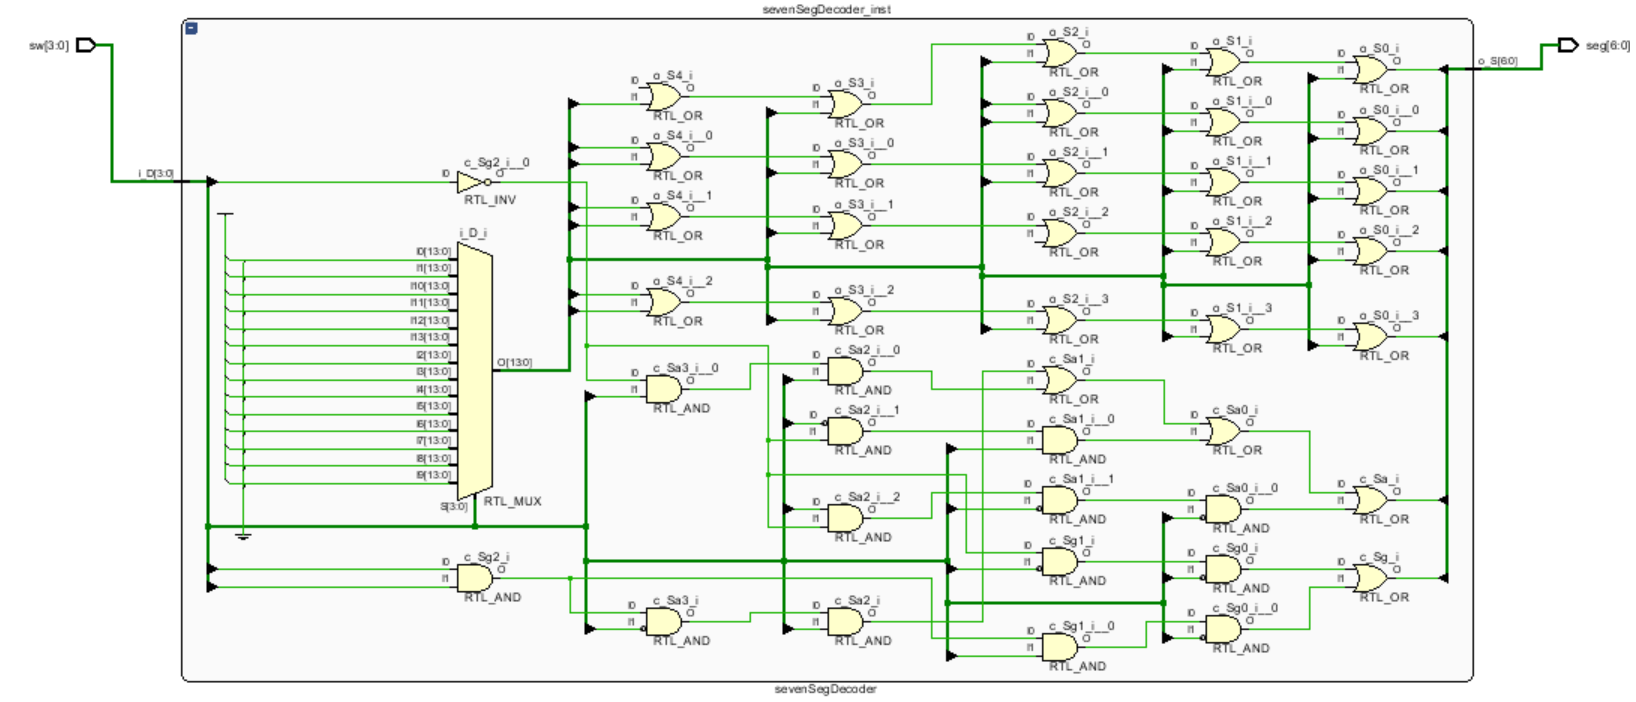 sevenSegDecoder_inst
sw[3:0]
seg[6:0]
i_D[3:0]
o_S[6:0]
c_Sg2_i__0
I0 O
RTL_INV
i_D_i
I0[13:0]
I1[13:0]
I10[13:0]
I11[13:0]
I12[13:0]
I13[13:0]
I2[13:0]
I3[13:0]
I4[13:0]
I5[13:0]
I6[13:0]
I7[13:0]
I8[13:0]
I9[13:0]
S[3:0]
O[13:0]
RTL_MUX
c_Sg2_i
I0 O
I1
RTL_AND
o_S4_i
I0 O
I1
RTL_OR
o_S4_i__0
I0 O
I1
RTL_OR
o_S4_i__1
I0 O
I1
RTL_OR
o_S4_i__2
I0 O
I1
RTL_OR
c_Sa3_i__0
I0 O
I1
RTL_AND
c_Sa3_i
I0 O
I1
RTL_AND
o_S3_i
I0 O
I1
RTL_OR
o_S3_i__0
I0 O
I1
RTL_OR
o_S3_i__1
I0 O
I1
RTL_OR
o_S3_i__2
I0 O
I1
RTL_OR
c_Sa2_i__0
I0 O
I1
RTL_AND
c_Sa2_i__1
I0 O
I1
RTL_AND
c_Sa2_i__2
I0 O
I1
RTL_AND
c_Sa2_i
I0 O
I1
RTL_AND
o_S2_i
I0 O
I1
RTL_OR
o_S2_i__0
I0 O
I1
RTL_OR
o_S2_i__1
I0 O
I1
RTL_OR
o_S2_i__2
I0 O
I1
RTL_OR
o_S2_i__3
I0 O
I1
RTL_OR
c_Sa1_i
I0 O
I1
RTL_OR
c_Sa1_i__0
I0 O
I1
RTL_AND
c_Sa1_i__1
I0 O
I1
RTL_AND
c_Sg1_i
I0 O
I1
RTL_AND
c_Sg1_i__0
I0 O
I1
RTL_AND
o_S1_i
I0 O
I1
RTL_OR
o_S1_i__0
I0 O
I1
RTL_OR
o_S1_i__1
I0 O
I1
RTL_OR
o_S1_i__2
I0 O
I1
RTL_OR
o_S1_i__3
I0 O
I1
RTL_OR
c_Sa0_i
I0 O
I1
RTL_OR
c_Sa0_i__0
I0 O
I1
RTL_AND
c_Sg0_i
I0 O
I1
RTL_AND
c_Sg0_i__0
I0 O
I1
RTL_AND
o_S0_i
I0 O
I1
RTL_OR
o_S0_i__0
I0 O
I1
RTL_OR
o_S0_i__1
I0 O
I1
RTL_OR
o_S0_i__2
I0 O
I1
RTL_OR
o_S0_i__3
I0 O
I1
RTL_OR
c_Sa_i
I0 O
I1
RTL_OR
c_Sg_i
I0 O
I1
RTL_OR
sevenSegDecoder